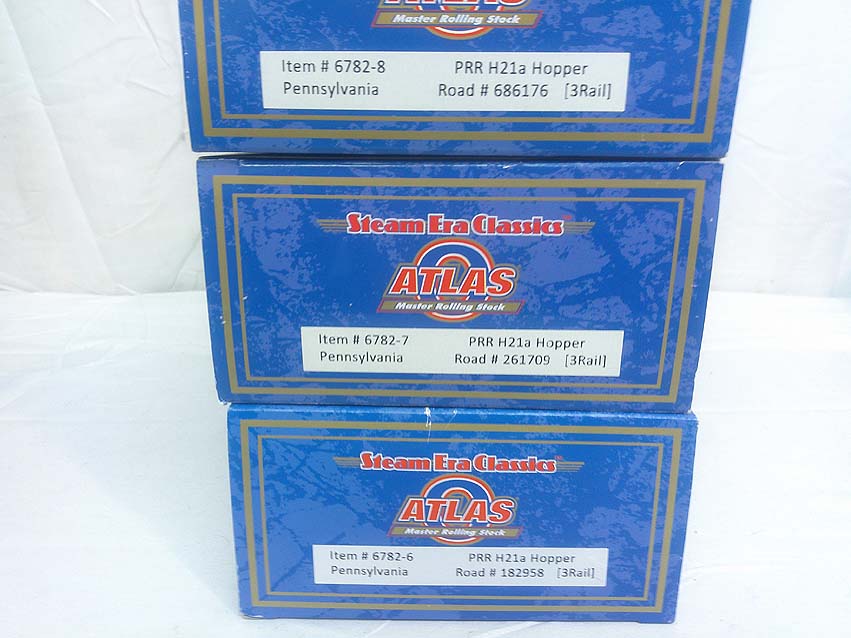 ATLAS
Master Rolling Stock
Item # 6782-8 PRR H21a Hopper
Pennsylvania Road # 686176 [3Rail]
Steam Era Classics™
ATLAS
Master Rolling Stock
Item # 6782-7 PRR H21a Hopper
Pennsylvania Road # 261709 [3Rail]
Steam Era Classics
ATLAS
Master Rolling Stock
Item # 6782-6 PRR H21a Hopper
Pennsylvania Road # 182958 [3Rail]